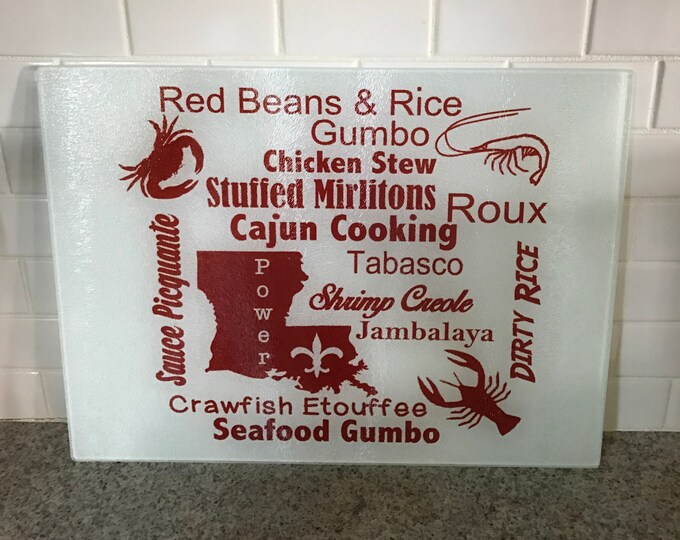 Red Beans & Rice
Gumbo
Chicken Stew
Stuffed Mirlitons
Roux
Cajun Cooking
Sauce Picquante
Power
Tabasco
Shrimp Creole
Jambalaya
DIRTY RICE
Crawfish Etouffee
Seafood Gumbo